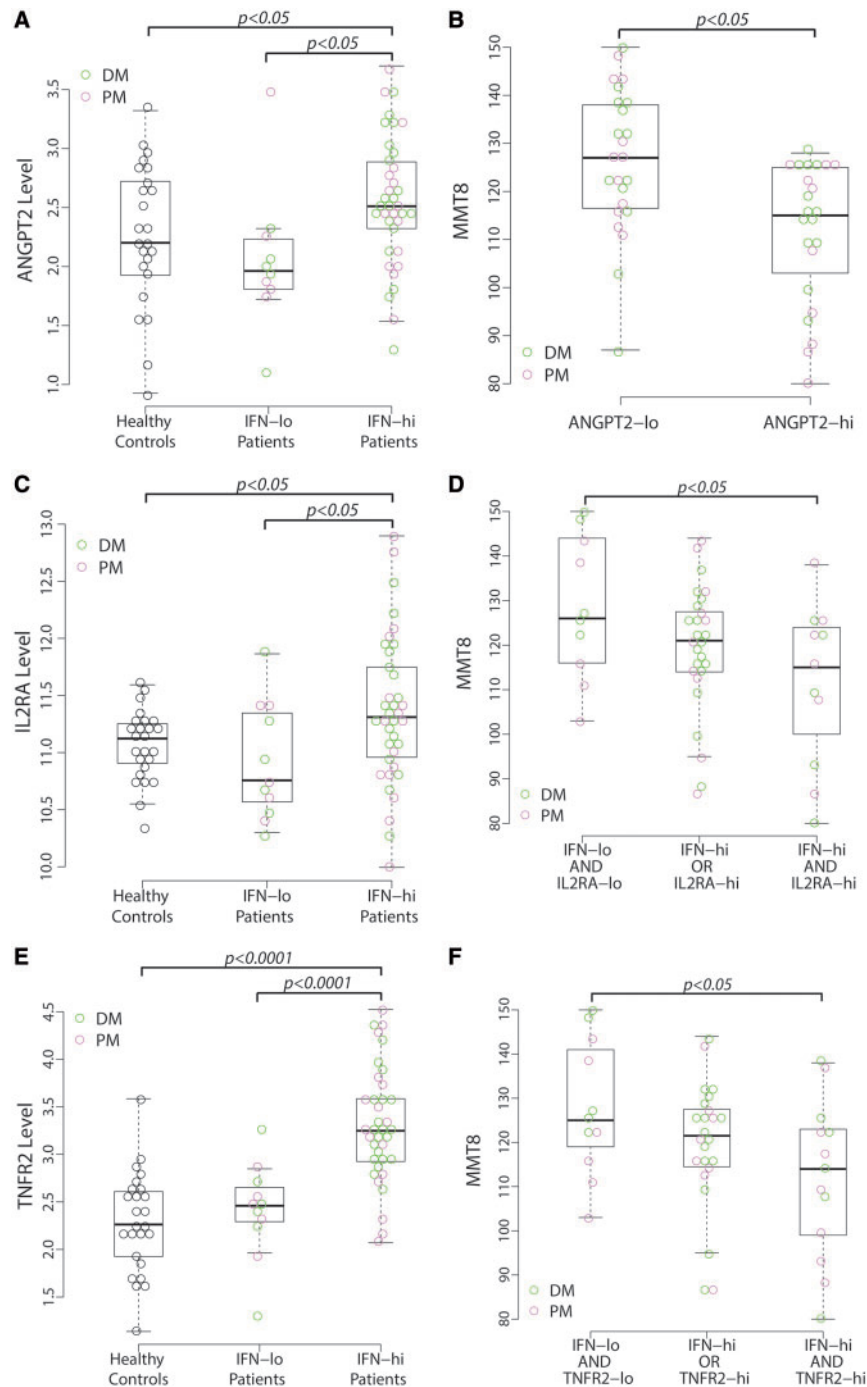 A
p<0.05
p<0.05
DM
PM
ANGPT2 Level
3.5
3.0
2.5
2.0
1.5
1.0
Healthy Controls
IFN-lo Patients
IFN-hi Patients
B
p<0.05
MMT8
150
140
130
120
110
100
90
80
DM
PM
ANGPT2-lo
ANGPT2-hi
C
p<0.05
p<0.05
DM
PM
IL2RA Level
13.0
12.5
12.0
11.5
11.0
10.5
10.0
Healthy Controls
IFN-lo Patients
IFN-hi Patients
D
p<0.05
MMT8
150
140
130
120
110
100
90
80
DM
PM
IFN-lo AND IL2RA-lo
IFN-hi OR IL2RA-hi
IFN-hi AND IL2RA-hi
E
p<0.0001
p<0.0001
DM
PM
TNFR2 Level
4.5
4.0
3.5
3.0
2.5
2.0
1.5
Healthy Controls
IFN-lo Patients
IFN-hi Patients
F
p<0.05
MMT8
150
140
130
120
110
100
90
80
DM
PM
IFN-lo AND TNFR2-lo
IFN-hi OR TNFR2-hi
IFN-hi AND TNFR2-hi